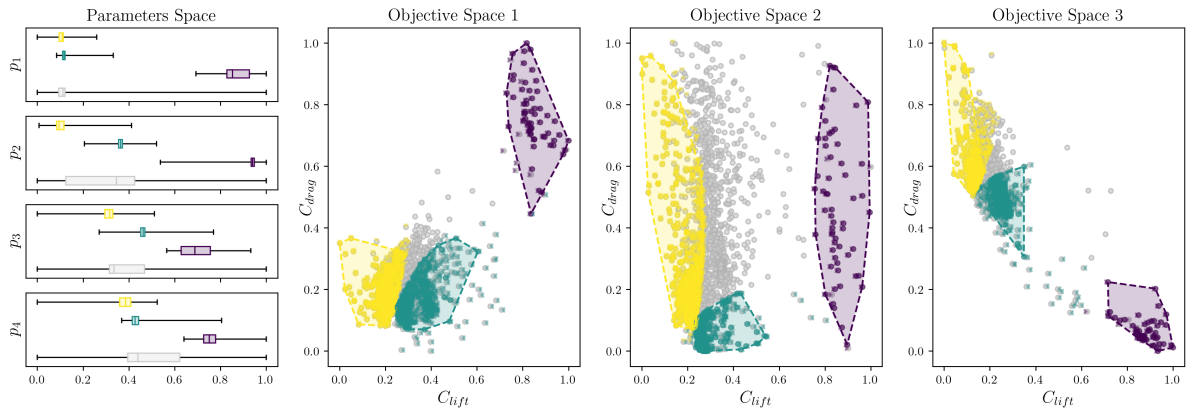 Parameters Space
p1
p2
p3
p4
0.0 0.2 0.4 0.6 0.8 1.0
Objective Space 1
1.0
0.8
0.6
0.4
0.2
0.0
Cdrag
0.0 0.2 0.4 0.6 0.8 1.0
Clift
Objective Space 2
1.0
0.8
0.6
0.4
0.2
0.0
Cdrag
0.0 0.2 0.4 0.6 0.8 1.0
Clift
Objective Space 3
1.0
0.8
0.6
0.4
0.2
0.0
Cdrag
0.0 0.2 0.4 0.6 0.8 1.0
Clift